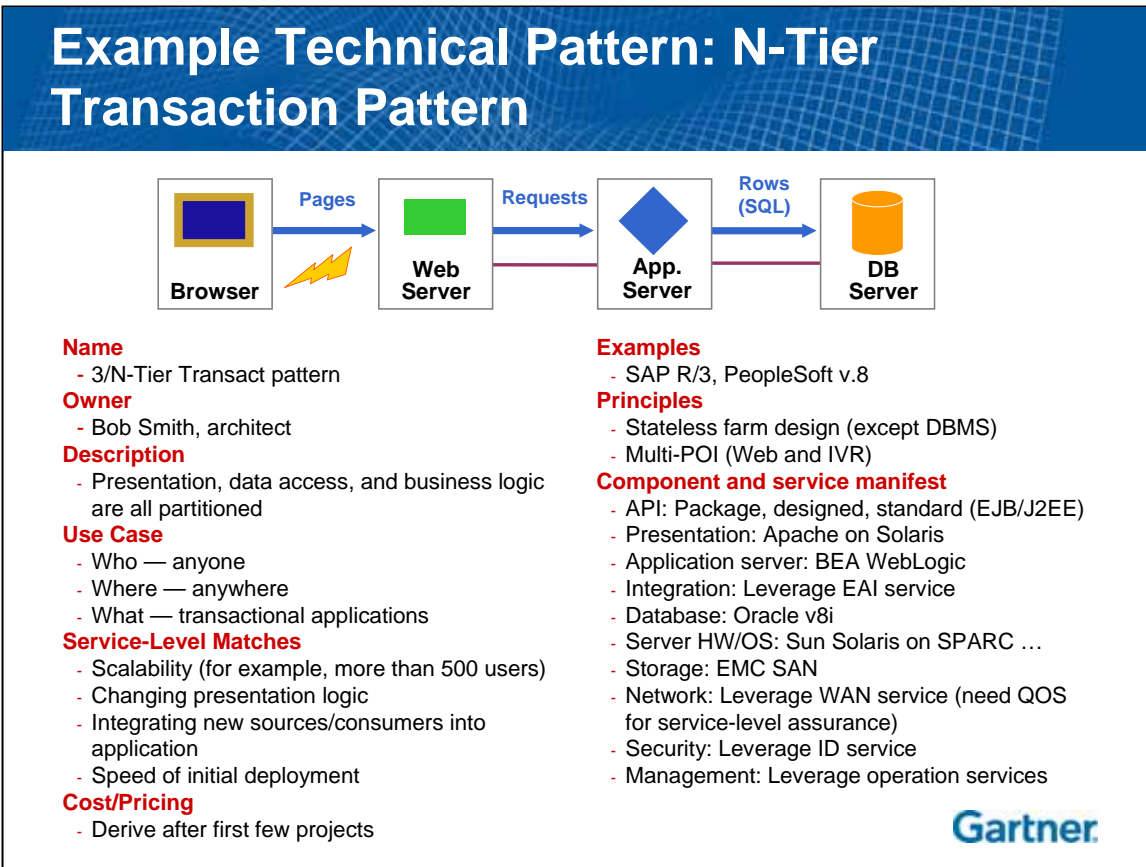 Example Technical Pattern: N-Tier
Transaction Pattern
Pages
Requests
Rows
(SQL)
Browser
Web
Server
App.
Server
DB
Server
Name
- 3/N-Tier Transact pattern
Owner
- Bob Smith, architect
Description
- Presentation, data access, and business logic
are all partitioned
Use Case
- Who — anyone
- Where — anywhere
- What — transactional applications
Service-Level Matches
- Scalability (for example, more than 500 users)
- Changing presentation logic
- Integrating new sources/consumers into
application
- Speed of initial deployment
Cost/Pricing
- Derive after first few projects
Examples
- SAP R/3, PeopleSoft v.8
Principles
- Stateless farm design (except DBMS)
- Multi-POI (Web and IVR)
Component and service manifest
- API: Package, designed, standard (EJB/J2EE)
- Presentation: Apache on Solaris
- Application server: BEA WebLogic
- Integration: Leverage EAI service
- Database: Oracle v8i
- Server HW/OS: Sun Solaris on SPARC …
- Storage: EMC SAN
- Network: Leverage WAN service (need QOS
for service-level assurance)
- Security: Leverage ID service
- Management: Leverage operation services
Gartner